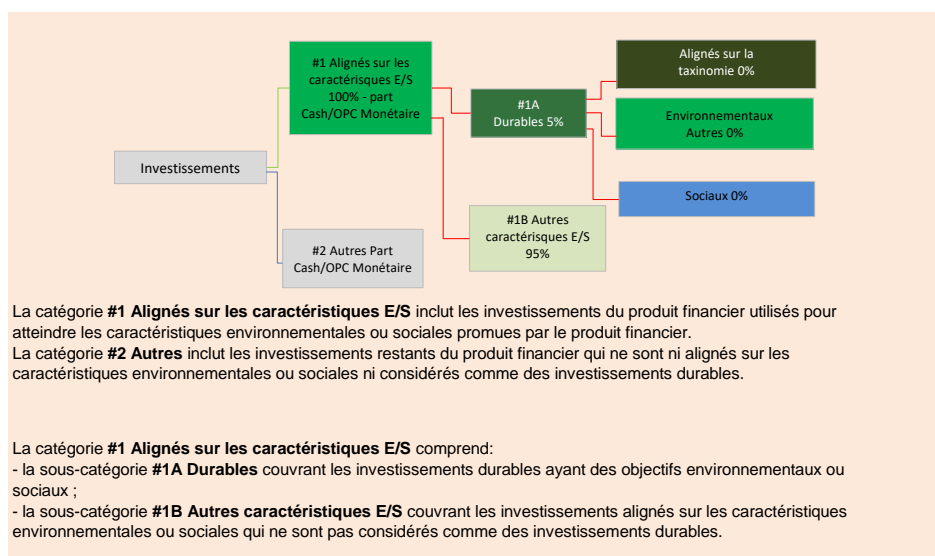 #1 Alignés sur les
caractérisques E/S
100% - part
Cash/OPC Monétaire
Alignés sur la
taxinomie 0%
#1A
Durables 5%
Environnementaux
Autres 0%
Investissements
Sociaux 0%
#1B Autres
caractérisques E/S
95%
#2 Autres Part
Cash/OPC Monétaire
La catégorie #1 Alignés sur les caractéristiques E/S inclut les investissements du produit financier utilisés pour
atteindre les caractéristiques environnementales ou sociales promues par le produit financier.
La catégorie #2 Autres inclut les investissements restants du produit financier qui ne sont ni alignés sur les
caractéristiques environnementales ou sociales ni considérés comme des investissements durables.
La catégorie #1 Alignés sur les caractéristiques E/S comprend:
- la sous-catégorie #1A Durables couvrant les investissements durables ayant des objectifs environnementaux ou
sociaux ;
- la sous-catégorie #1B Autres caractéristiques E/S couvrant les investissements alignés sur les caractéristiques
environnementales ou sociales qui ne sont pas considérés comme des investissements durables.